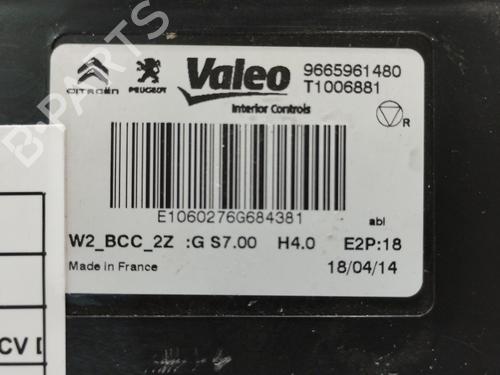 CITROËN PEUGEOT Valeo 9665961480
T1006881
Interior Controls
R
E1060276G684381 abl
W2_BCC_2Z :G S7.00 H4.0 E2P:18
Made in France 18/04/14
CV
B-PARTS